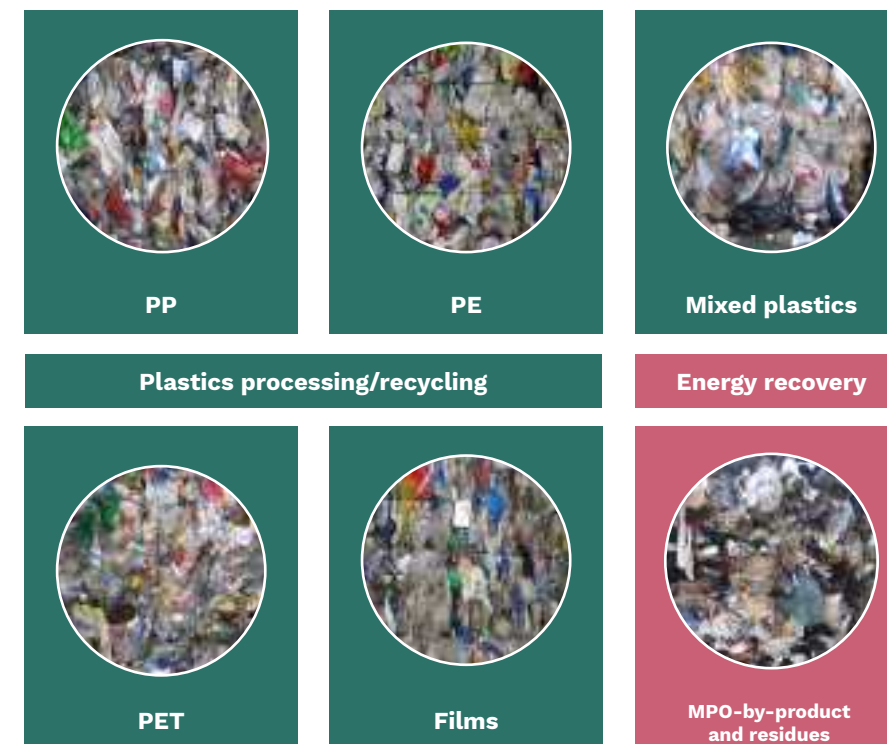 PP
PE
Mixed plastics
Plastics processing/recycling
Energy recovery
PET
Films
MPO-by-product
and residues